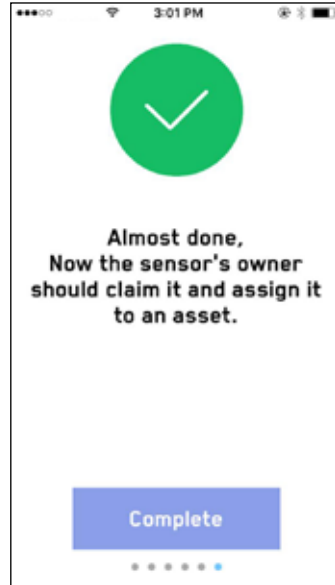 3:01 PM
Almost done,
Now the sensor's owner
should claim it and assign it
to an asset.
Complete